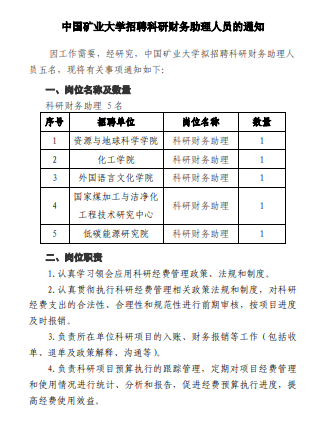 中国矿业大学招聘科研财务助理人员的通知
因工作需要，经研究，中国矿业大学拟招聘科研财务助理人
员五名，现将有关事项通知如下：
一、岗位名称及数量
科研财务助理 5 名
序号 招聘单位 岗位名称 数量
1 资源与地球科学学院 科研财务助理 1
2 化工学院 科研财务助理 1
3 外国语言文化学院 科研财务助理 1
4 国家煤加工与洁净化
工程技术研究中心 科研财务助理 1
5 低碳能源研究院 科研财务助理 1
二、岗位职责
1.认真学习领会应用科研经费管理政策、法规和制度。
2.认真贯彻执行科研经费管理相关政策法规和制度，对科研
经费支出的合法性、合理性和规范性进行前期审核，按项目进度
及时报销。
3.负责所在单位科研项目的入账、财务报销等工作（包括收
单、退单及政策解释、沟通等）。
4.负责科研项目预算执行的跟踪管理，定期对项目经费管理
和使用情况进行统计、分析和报告，促进经费预算执行进度，提
高经费使用效益。